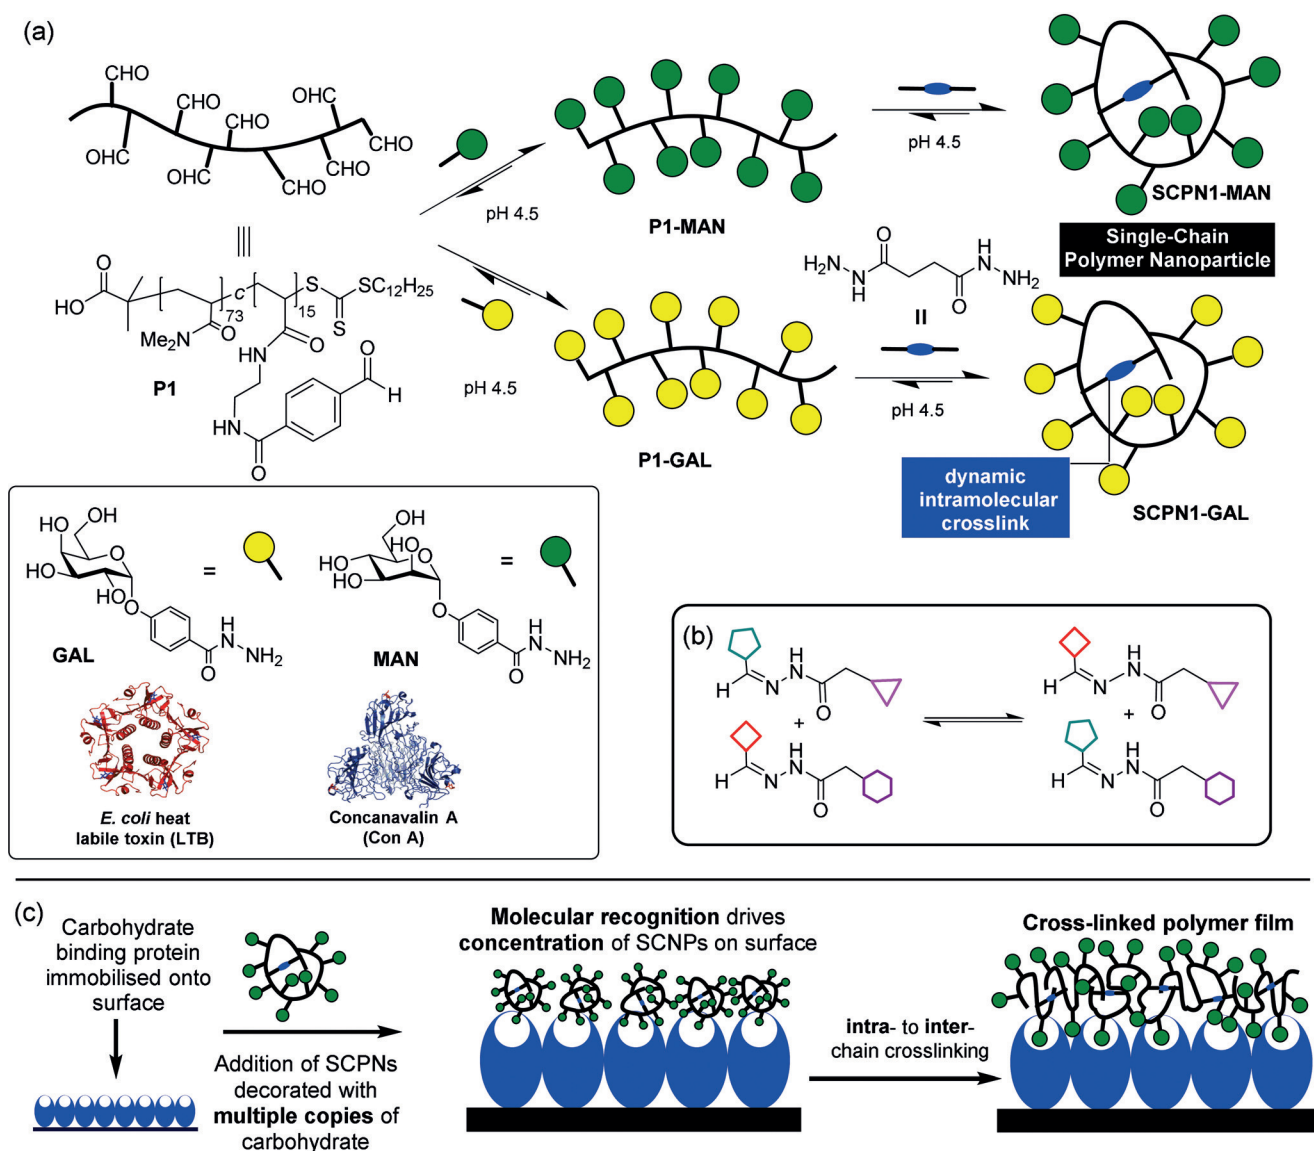 (a)
CHO
CHO
CHO
OHC
OHC
CHO
CHO
OHC
OHC
CHO
CHO
pH 4.5
P1-MAN
pH 4.5
SCPN1-MAN
Single-Chain
Polymer Nanoparticle
O
HO
[ ]73
c
[ ]15
S
SC12H25
S
Me2N
O
HN
O
P1
O
H
NH
O
pH 4.5
P1-GAL
H2N
N
H
O
O
H
N
NH2
=
pH 4.5
dynamic
intramolecular
crosslink
SCPN1-GAL
HO
OH
O
HO
HO
O
GAL
O
H
N
NH2
=
OH
HO
HO
OH
O
O
MAN
O
H
N
NH2
=
E. coli heat
labile toxin (LTB)
Concanavalin A
(Con A)
(b)
H
N
H
N
O
+
H
N
H
N
O
H
N
H
N
O
+
H
N
H
N
O
(c)
Carbohydrate
binding protein
immobilised onto
surface
Addition of SCPNs
decorated with
multiple copies of
carbohydrate
Molecular recognition drives
concentration of SCNPs on surface
intra- to inter-
chain crosslinking
Cross-linked polymer film